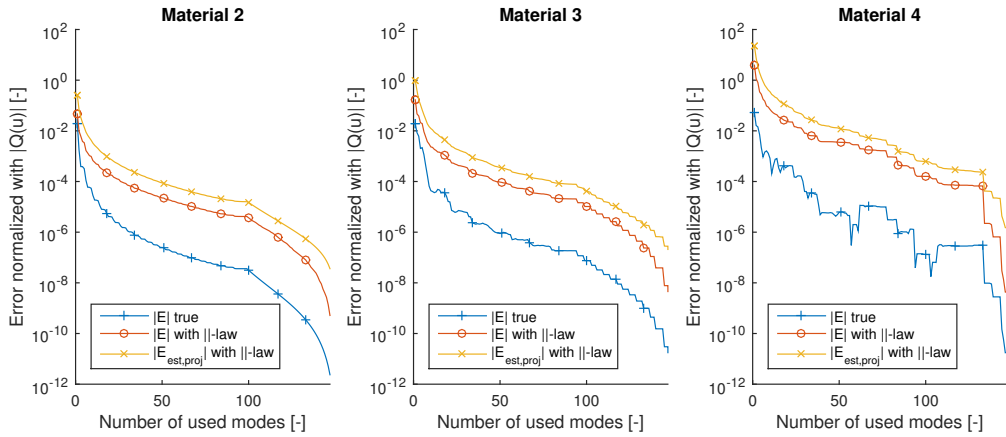 Material 2
Error normalized with |Q(u)| [-]
10^2
10^0
10^-2
10^-4
10^-6
10^-8
10^-10
10^-12
|E| true
|E| with ||-law
|E_est,proj| with ||-law
0
100
Number of used modes [-]
Material 3
Error normalized with |Q(u)| [-]
10^2
10^0
10^-2
10^-4
10^-6
10^-8
10^-10
10^-12
|E| true
|E| with ||-law
|E_est,proj| with ||-law
0
100
Number of used modes [-]
Material 4
Error normalized with |Q(u)| [-]
10^2
10^0
10^-2
10^-4
10^-6
10^-8
10^-10
10^-12
|E| true
|E| with ||-law
|E_est,proj| with ||-law
0
100
Number of used modes [-]